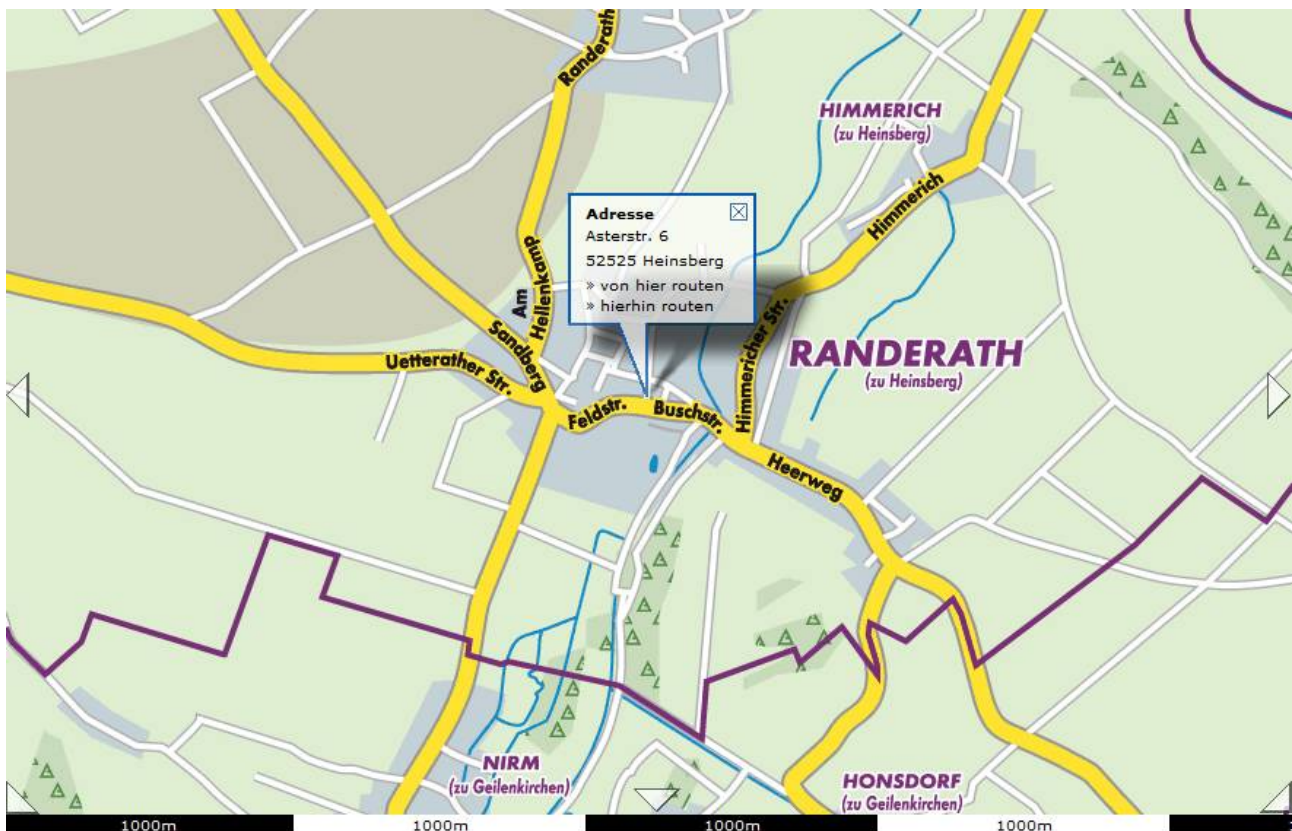 Randerath
HIMMERICH
(zu Heinsberg)
Himmerich
Adresse
Asterstr. 6
52525 Heinsberg
» von hier routen
» hierhin routen
Am
Hellenkamp
Sandberg
Uetterather Str.
Feldstr.
Buschstr.
Himmericher Str.
RANDERATH
(zu Heinsberg)
Heerweg
NIRM
(zu Geilenkirchen)
HONSDORF
(zu Geilenkirchen)
1000m
1000m
1000m
1000m